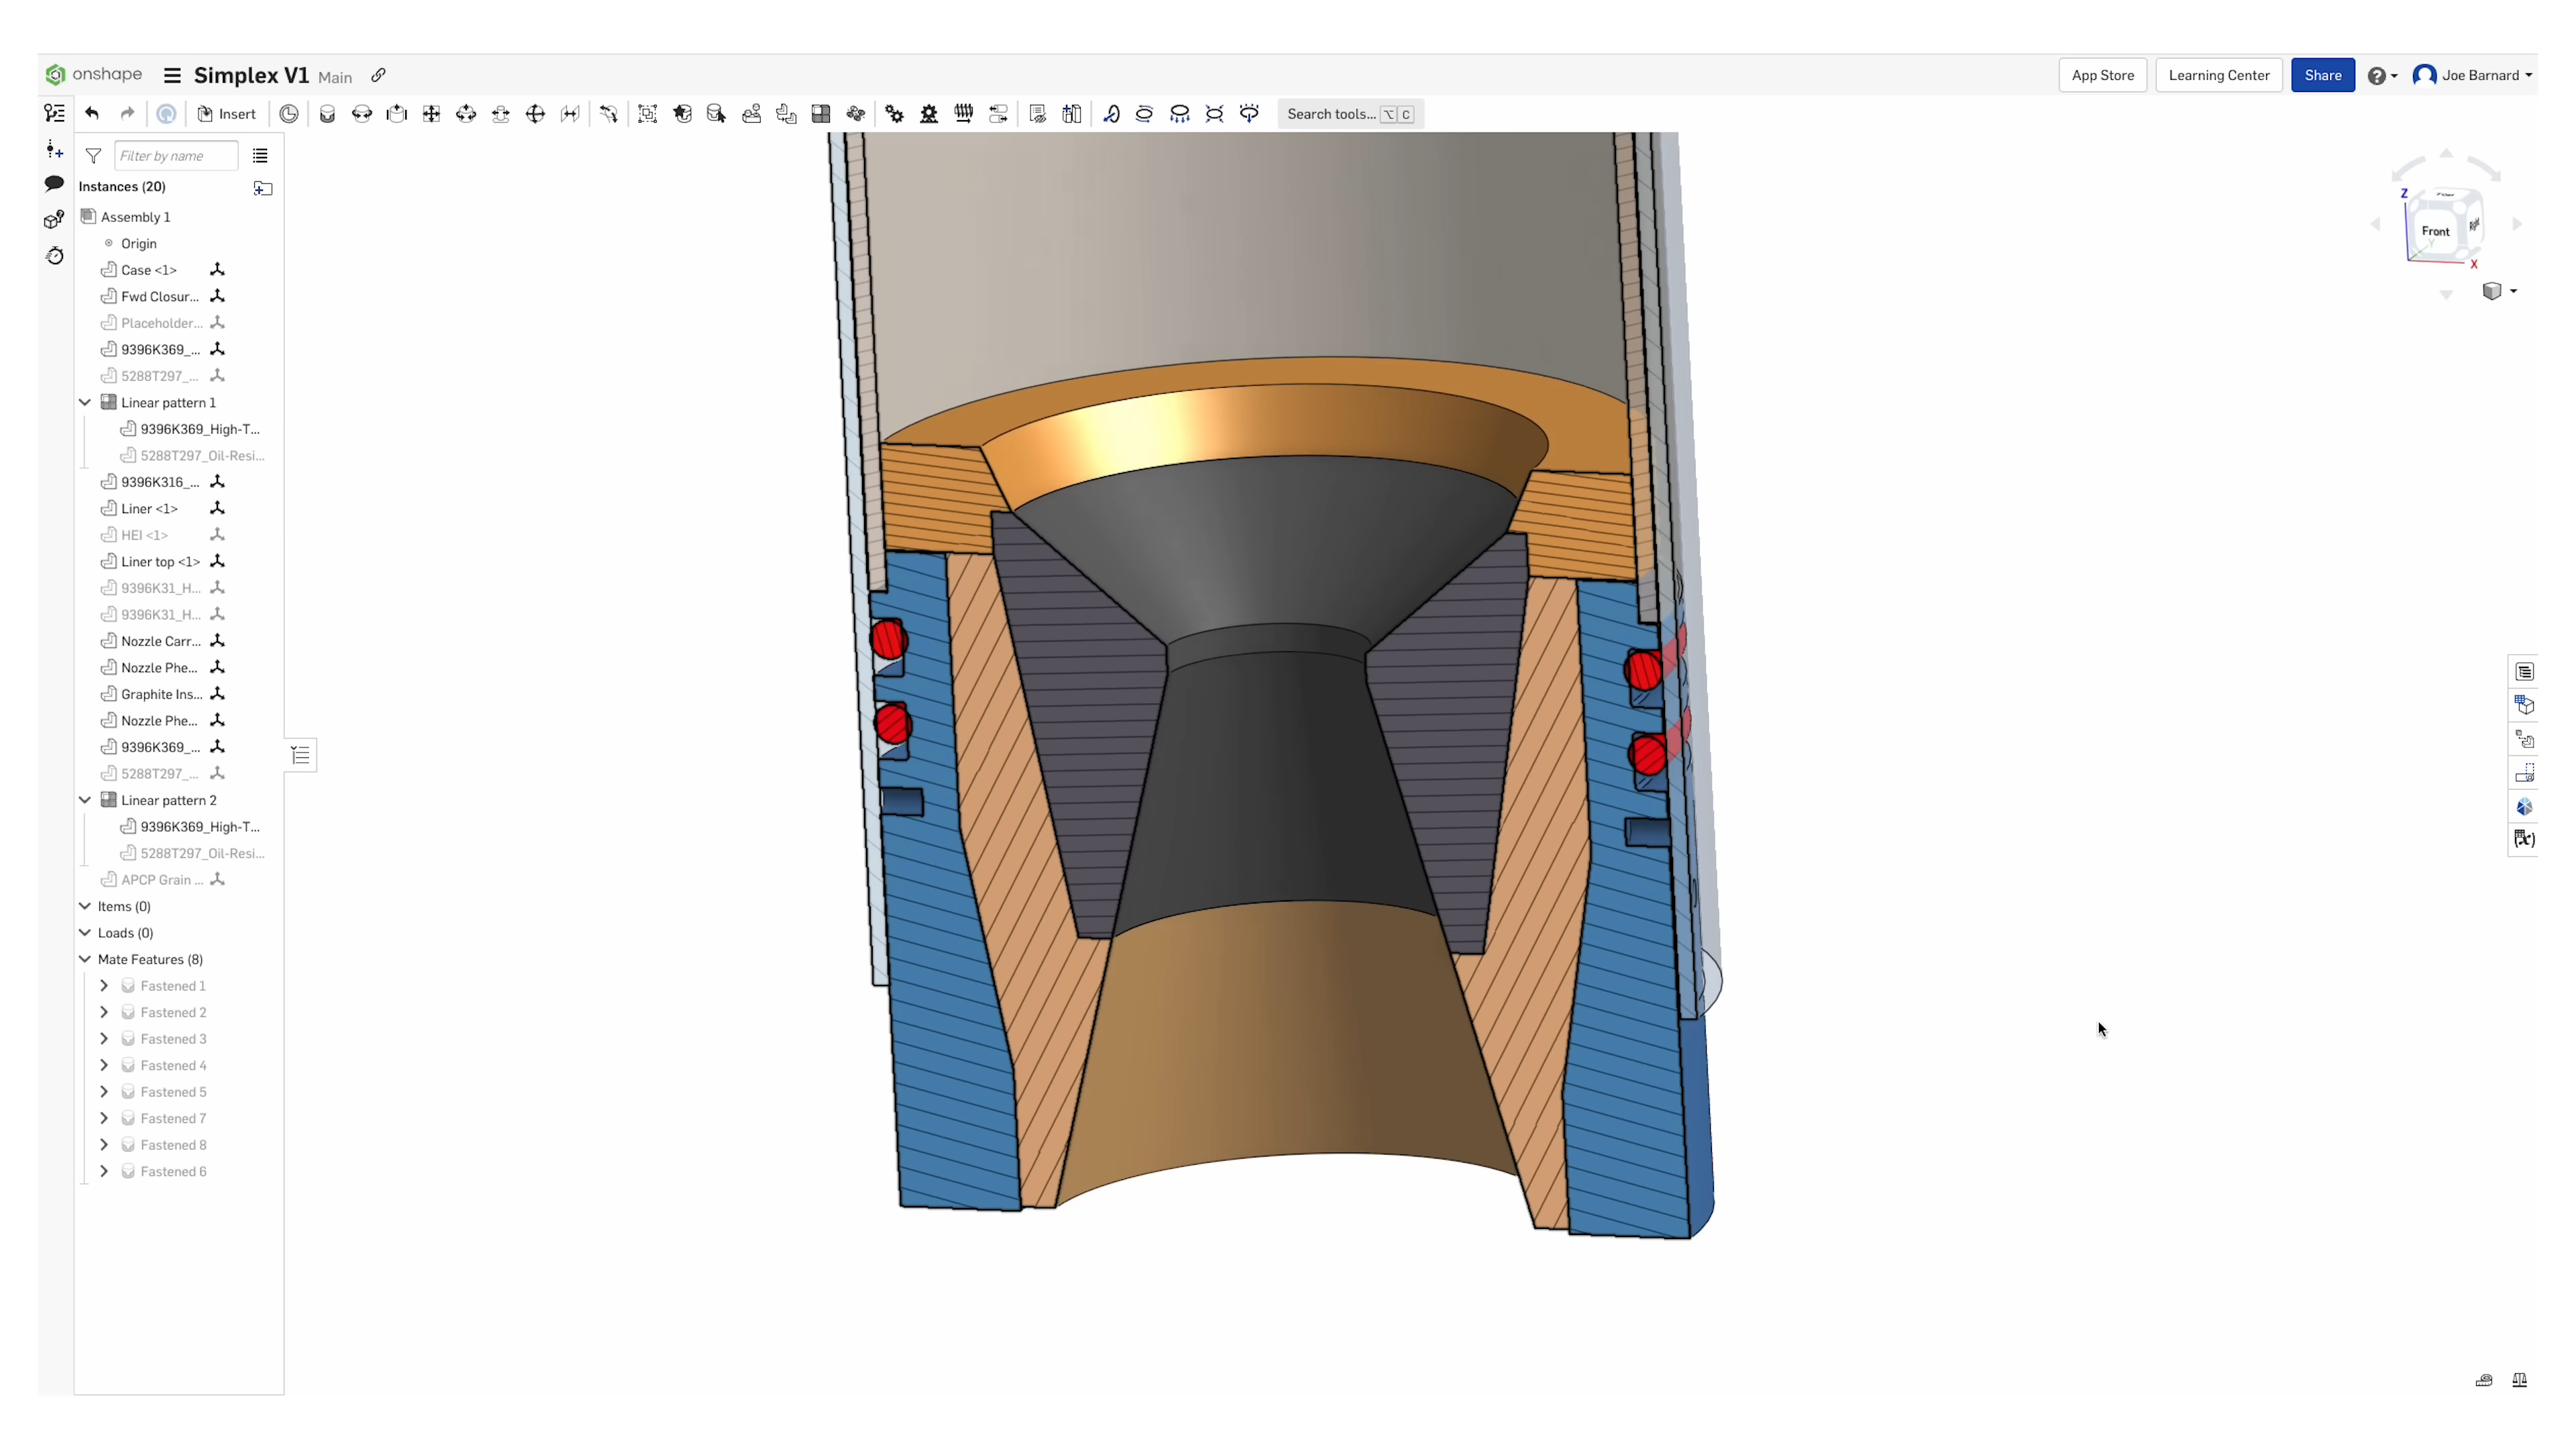 onshape Simplex V1 Main App Store Learning Center Share Joe Barnard
Insert Search tools... ⌥ C
Filter by name
Instances (20)
Assembly 1
Origin
Case <1>
Fwd Closur...
Placeholder...
9396K369_...
5288T297_...
Linear pattern 1
9396K369_High-T...
5288T297_Oil-Resi...
9396K316_...
Liner <1>
HEI <1>
Liner top <1>
9396K31_H...
9396K31_H...
Nozzle Carr...
Nozzle Phe...
Graphite Ins...
Nozzle Phe...
9396K369_...
5288T297_...
Linear pattern 2
9396K369_High-T...
5288T297_Oil-Resi...
APCP Grain ...
Items (0)
Loads (0)
Mate Features (8)
Fastened 1
Fastened 2
Fastened 3
Fastened 4
Fastened 5
Fastened 7
Fastened 8
Fastened 6
Z
Front
Right
Y
X
(x)